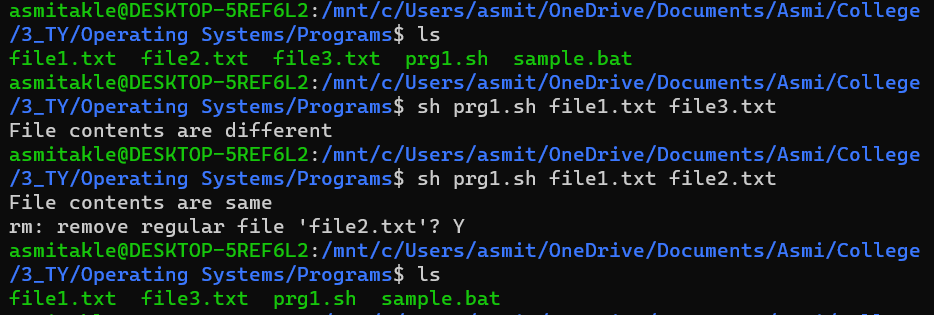 asmitakle@DESKTOP-5REF6L2:/mnt/c/Users/asmit/OneDrive/Documents/Asmi/College
/3_TY/Operating Systems/Programs$ ls
file1.txt  file2.txt  file3.txt  prg1.sh  sample.bat
asmitakle@DESKTOP-5REF6L2:/mnt/c/Users/asmit/OneDrive/Documents/Asmi/College
/3_TY/Operating Systems/Programs$ sh prg1.sh file1.txt file3.txt
File contents are different
asmitakle@DESKTOP-5REF6L2:/mnt/c/Users/asmit/OneDrive/Documents/Asmi/College
/3_TY/Operating Systems/Programs$ sh prg1.sh file1.txt file2.txt
File contents are same
rm: remove regular file 'file2.txt'? Y
asmitakle@DESKTOP-5REF6L2:/mnt/c/Users/asmit/OneDrive/Documents/Asmi/College
/3_TY/Operating Systems/Programs$ ls
file1.txt  file3.txt  prg1.sh  sample.bat